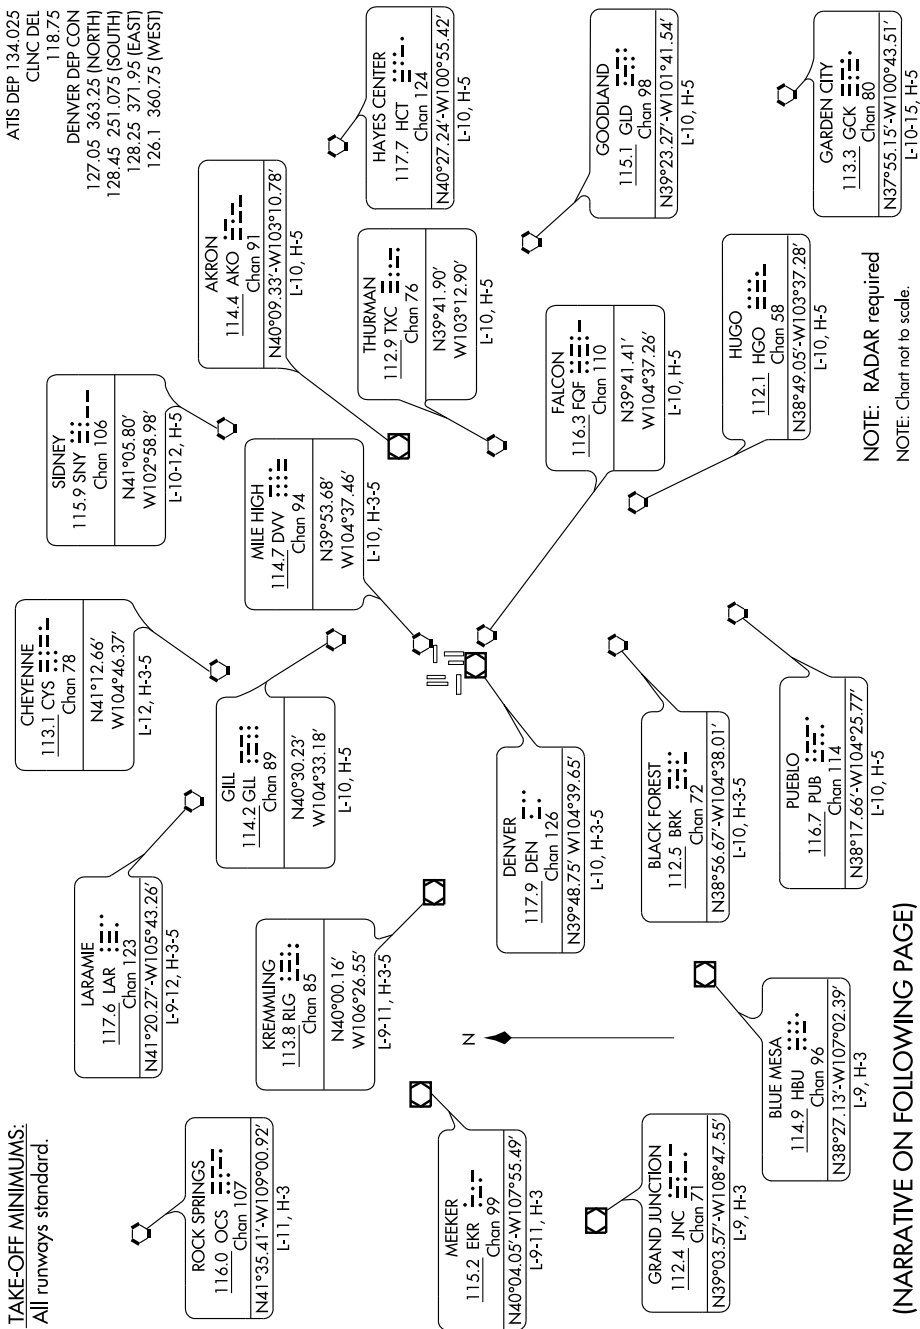 TAKE-OFF MINIMUMS:
All runways standard.
ATIS DEP 134.025
CLNC DEL
118.75
DENVER DEP CON
127.05 363.25 (NORTH)
128.45 251.075 (SOUTH)
128.25 371.95 (EAST)
126.1 360.75 (WEST)
ROCK SPRINGS
116.0 OCS
Chan 107
N41°35.41'-W109°00.92'
L-11, H-3
LARAMIE
117.6 LAR
Chan 123
N41°20.27'-W105°43.26'
L-9-12, H-3-5
CHEYENNE
113.1 CYS
Chan 78
N41°12.66'
W104°46.37'
L-12, H-3-5
SIDNEY
115.9 SNY
Chan 106
N41°05.80'
W102°58.98'
L-10-12, H-5
GILL
114.2 GLL
Chan 89
N40°30.23'
W104°33.18'
L-10, H-5
MILE HIGH
114.7 DVV
Chan 94
N39°53.68'
W104°37.46'
L-10, H-3-5
AKRON
114.4 AKO
Chan 91
N40°09.33'-W103°10.78'
L-10, H-5
HAYES CENTER
117.7 HCT
Chan 124
N40°27.24'-W100°55.42'
L-10, H-5
KREMMLING
113.8 RLG
Chan 85
N40°00.16'
W106°26.55'
L-9-11, H-3-5
THURMAN
112.9 TXC
Chan 76
N39°41.90'
W103°12.90'
L-10, H-5
MEEKER
115.2 EKR
Chan 99
N40°04.05'-W107°55.49'
L-9-11, H-3
N
DENVER
117.9 DEN
Chan 126
N39°48.75' W104°39.65'
L-10, H-3-5
FALCON
116.3 FQF
Chan 110
N39°41.41'
W104°37.26'
L-10, H-5
GOODLAND
115.1 GLD
Chan 98
N39°23.27'-W101°41.54'
L-10, H-5
GRAND JUNCTION
112.4 JNC
Chan 71
N39°03.57'-W108°47.55'
L-9, H-3
BLACK FOREST
112.5 BRK
Chan 72
N38°56.67'-W104°38.01'
L-10, H-3-5
HUGO
112.1 HGO
Chan 58
N38°49.05'-W103°37.28'
L-10, H-5
BLUE MESA
114.9 HBU
Chan 96
N38°27.13'-W107°02.39'
L-9, H-3
PUEBLO
116.7 PUB
Chan 114
N38°17.66'-W104°25.77'
L-10, H-5
GARDEN CITY
113.3 GCK
Chan 80
N37°55.15'-W100°43.51'
L-10-15, H-5
NOTE: RADAR required
NOTE: Chart not to scale.
(NARRATIVE ON FOLLOWING PAGE)